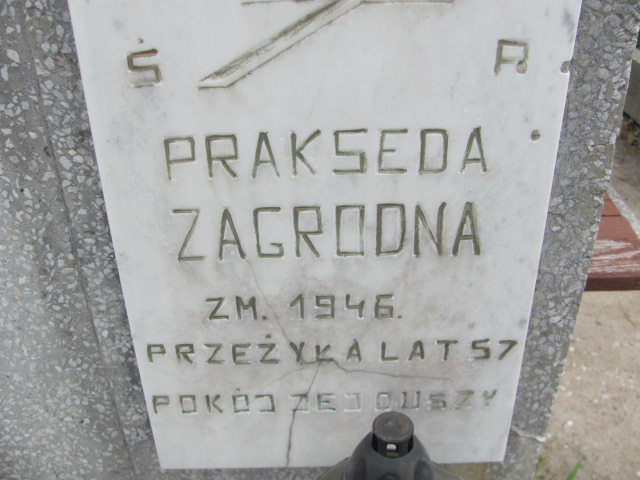 Ś P.
PRAKSEDA
ZAGRODNA
ZM. 1946.
PRZEŻYŁA LAT 57
POKÓJ JEJ DUSZY